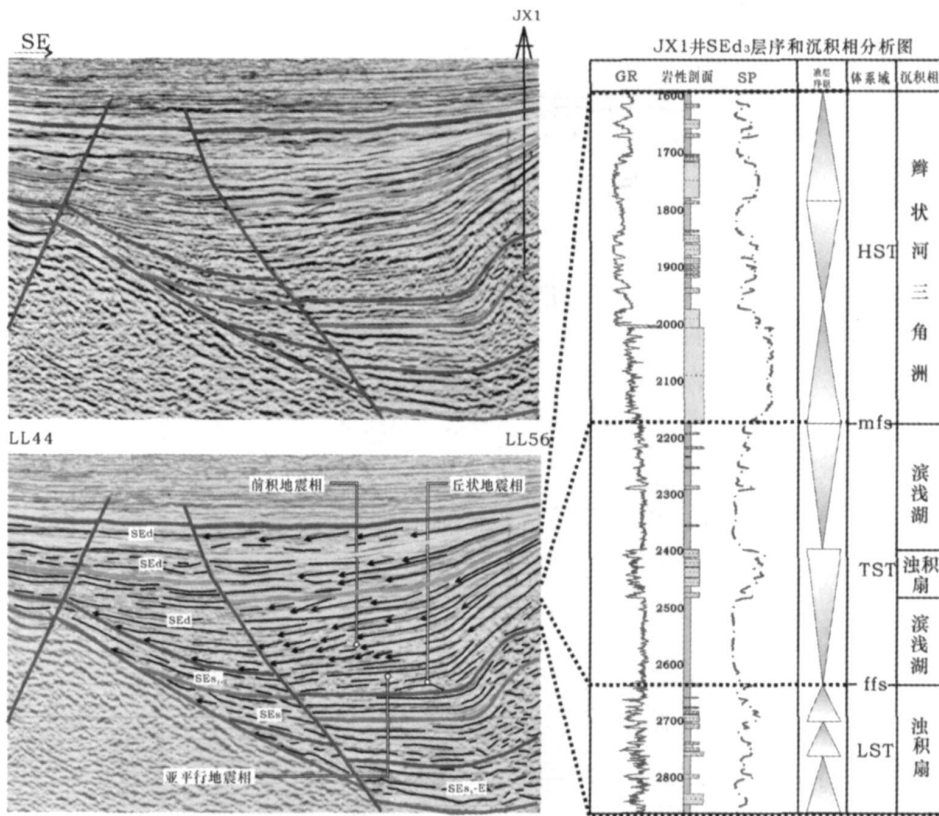 JX1
SE
LL44
LL56
前积地震相
丘状地震相
SEd
SEd
SEd
SEs
亚平行地震相
JX1井SEd₃层序和沉积相分析图
GR
岩性剖面
SP
体系域
沉积相
1600
1700
1800
1900
2000
2100
2200
2300
2400
2500
2600
2700
2800
HST
mfs
TST
ffs
LST
辫状河三角洲
滨浅湖
浊积扇
滨浅湖
浊积扇